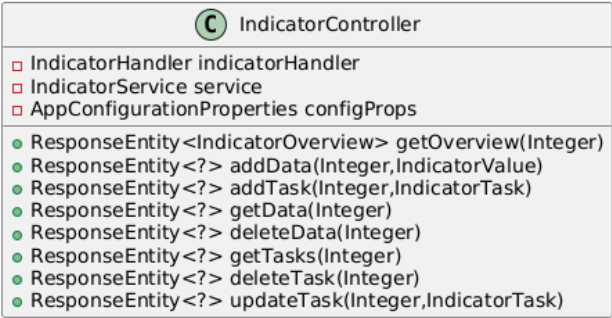 C IndicatorController
IndicatorHandler indicatorHandler
IndicatorService service
AppConfigurationProperties configProps
ResponseEntity<IndicatorOverview> getOverview(Integer)
ResponseEntity<?> addData(Integer,IndicatorValue)
ResponseEntity<?> addTask(Integer,IndicatorTask)
ResponseEntity<?> getData(Integer)
ResponseEntity<?> deleteData(Integer)
ResponseEntity<?> getTasks(Integer)
ResponseEntity<?> deleteTask(Integer)
ResponseEntity<?> updateTask(Integer,IndicatorTask)